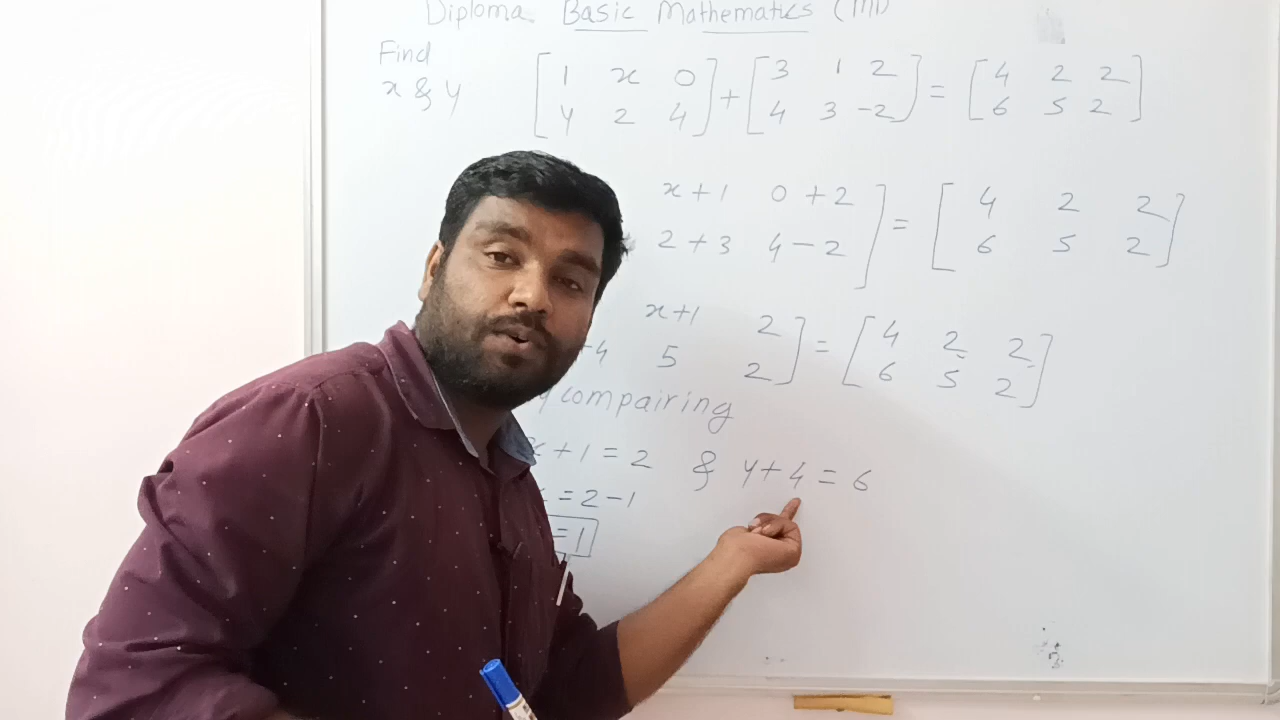 Diploma Basic Mathematics (M1)
Find
x & y [1 x 0 y 2 4] + [3 1 2 4 3 -2] = [4 2 2 6 5 2]
x+1 0+2
2+3 4-2 ] = [4 2 2 6 5 2]
x+1 2
4 5 2 ] = [4 2 2 6 5 2]
y compairing
x+1=2 & y+4=6
=2-1
=1